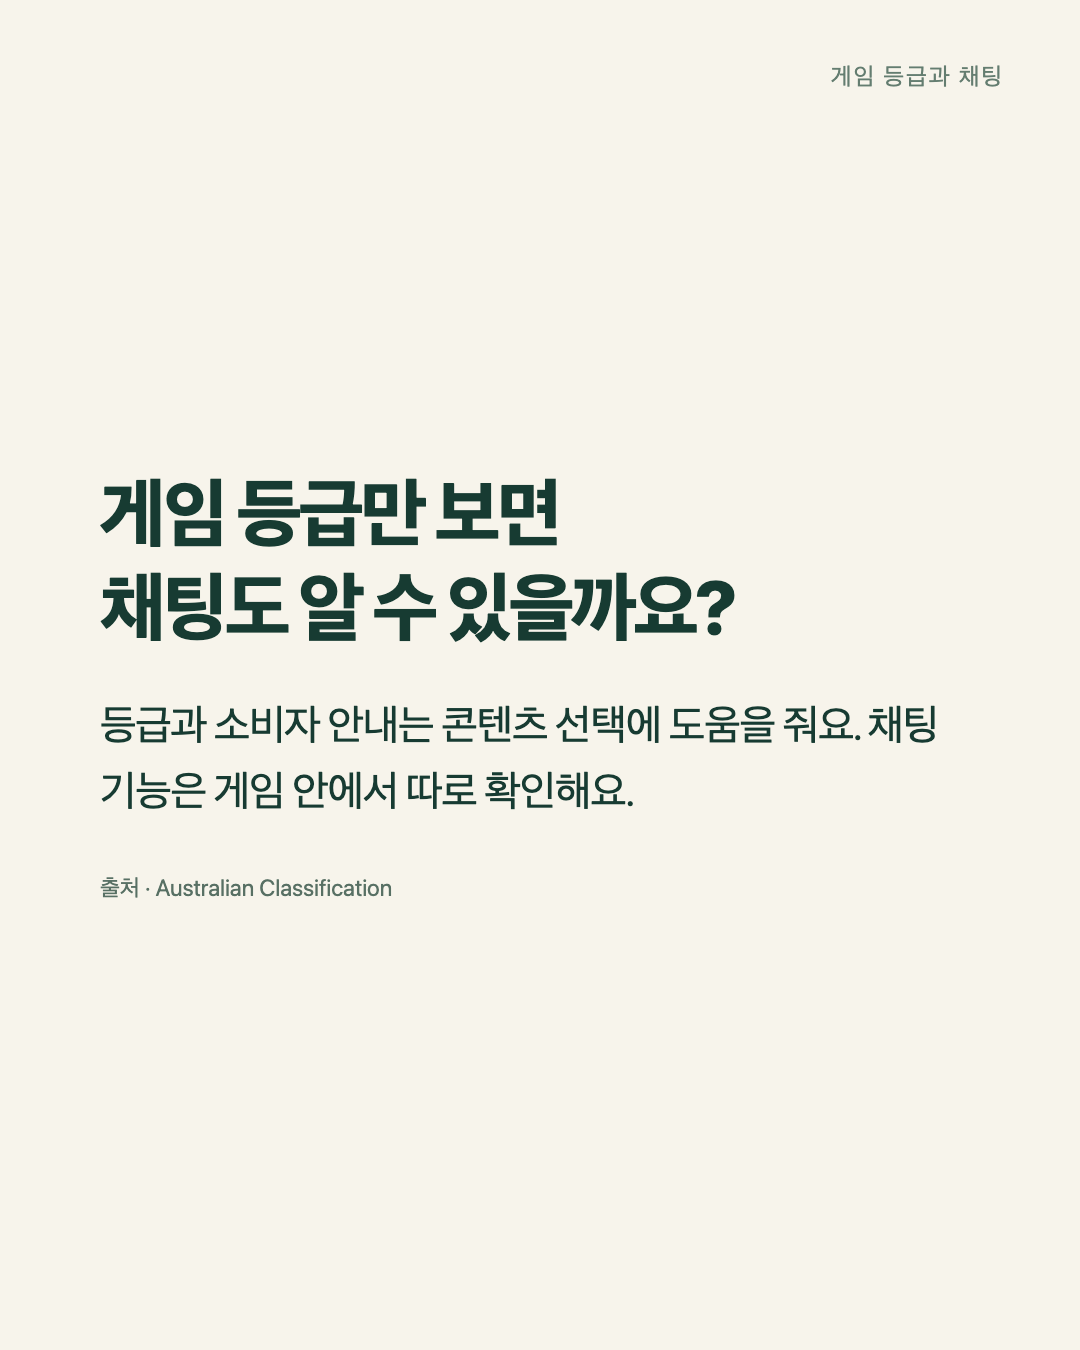 게임 등급과 채팅
게임 등급만 보면
채팅도 알 수 있을까요?
등급과 소비자 안내는 콘텐츠 선택에 도움을 줘요. 채팅
기능은 게임 안에서 따로 확인해요.
출처 · Australian Classification